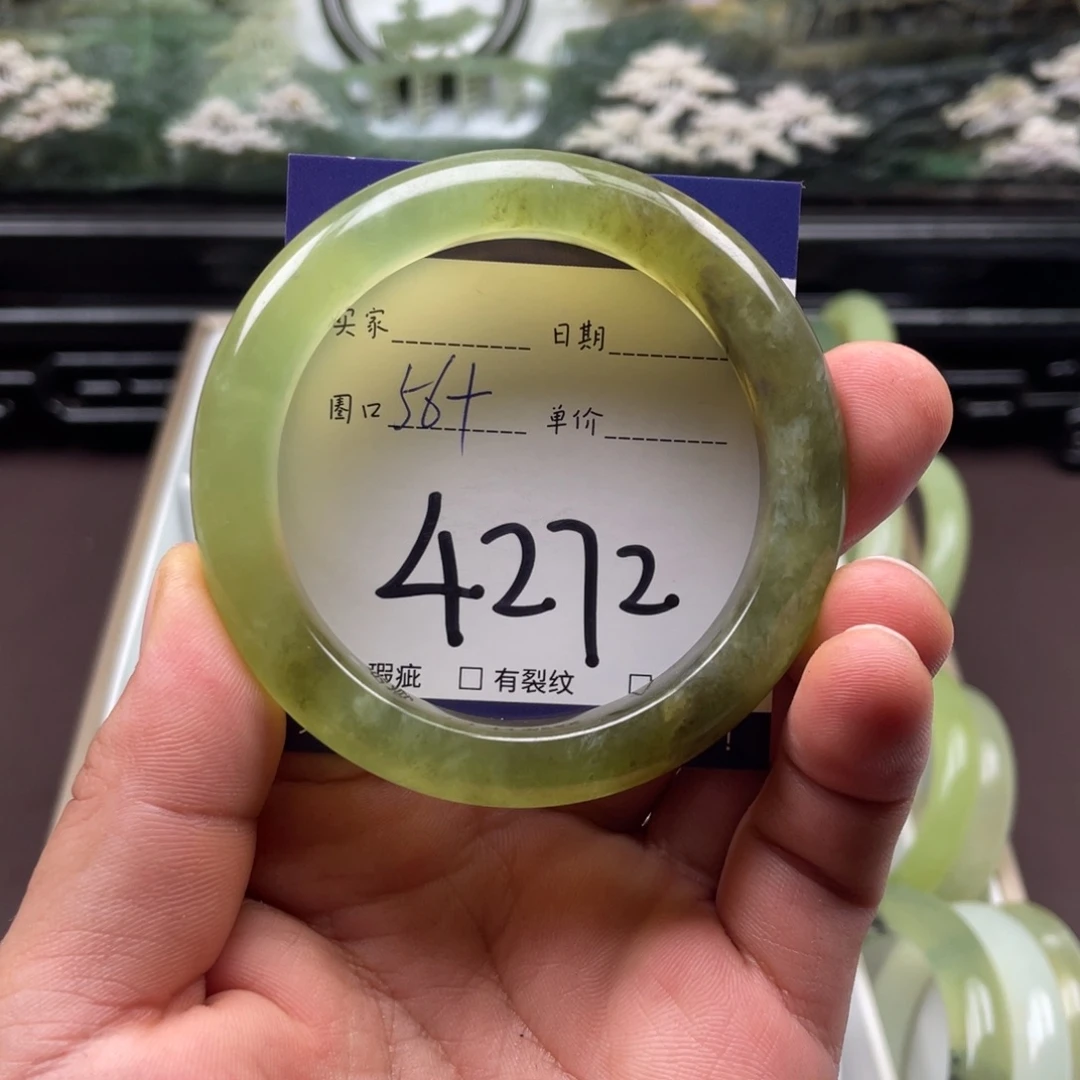 买家 日期
圈口 56+ 单价
4272
瑕疵 □ 有裂纹 □
!